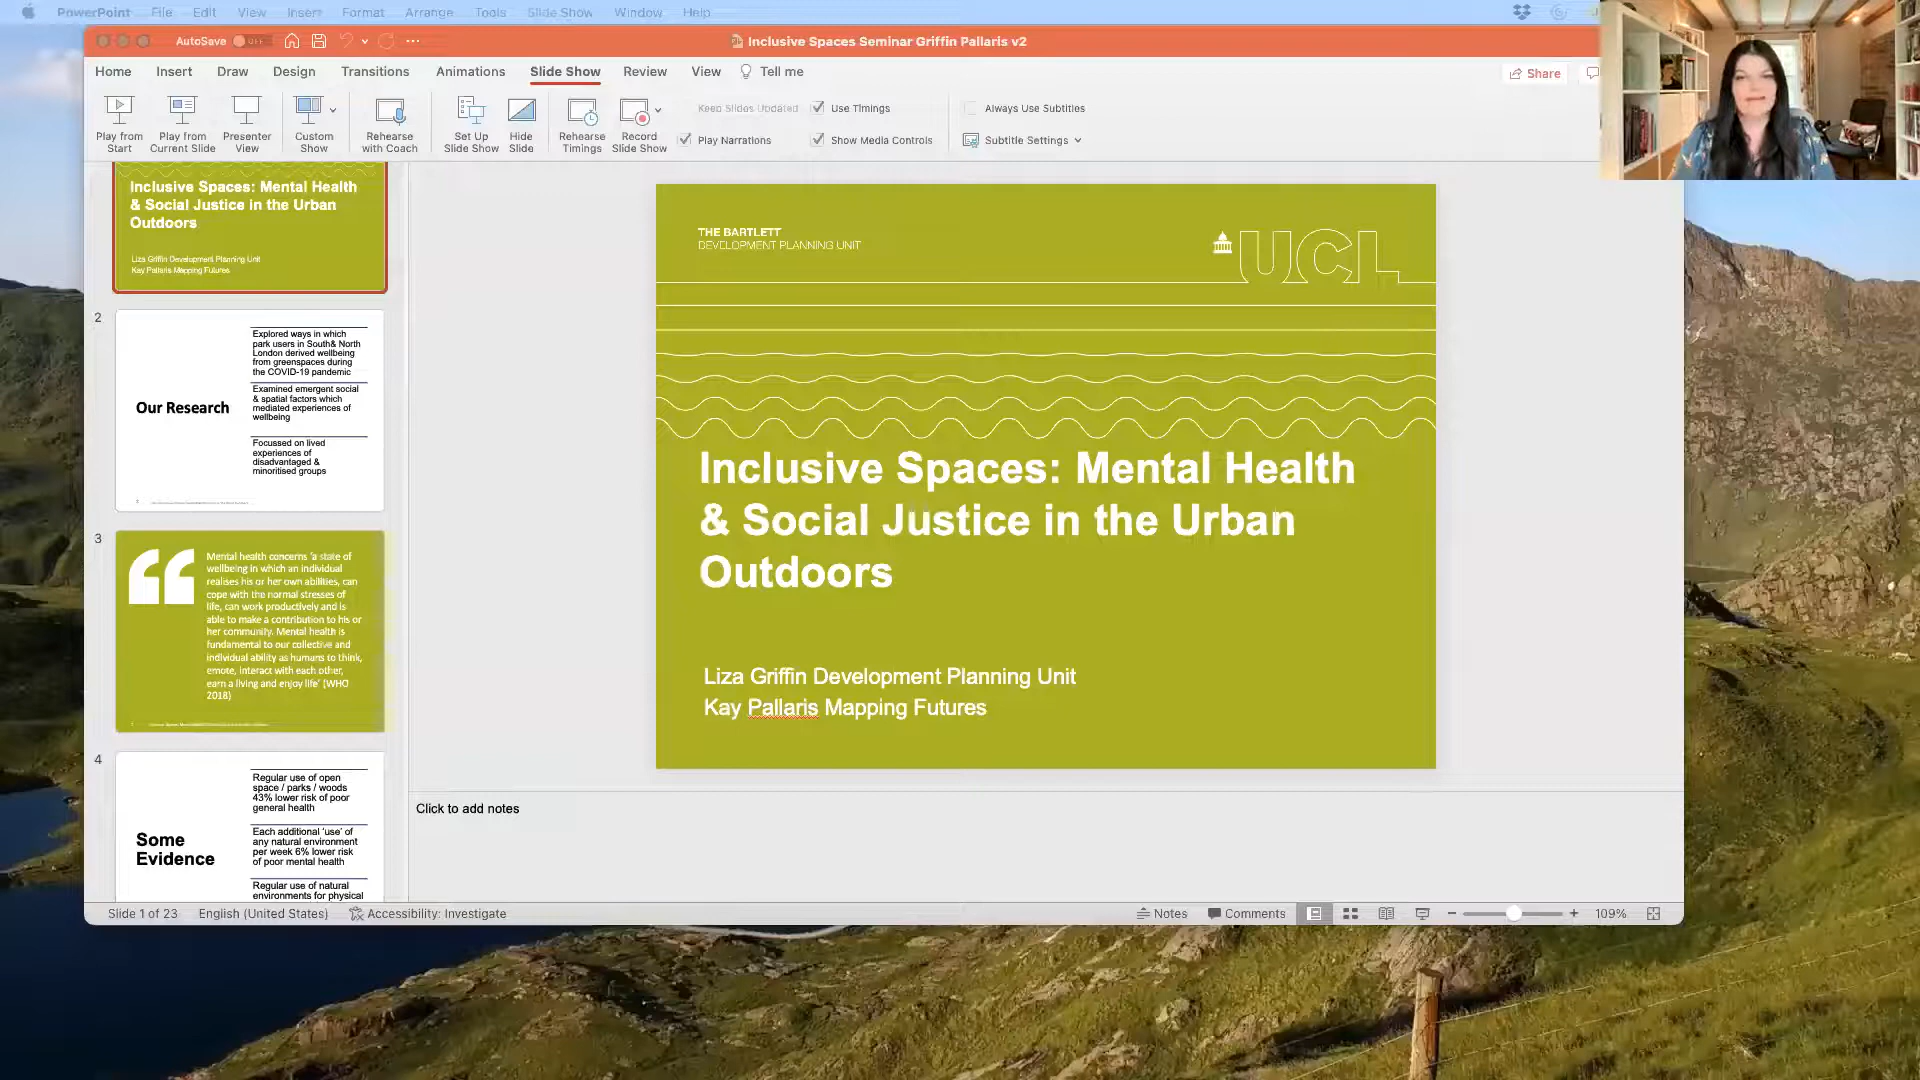 PowerPoint File Edit View Insert Format Arrange Tools Slide Show Window Help
AutoSave OFF
Inclusive Spaces Seminar Griffin Pallaris v2
Home Insert Draw Design Transitions Animations Slide Show Review View Tell me
Share
Play from Start
Play from Current Slide
Presenter View
Custom Show
Rehearse with Coach
Set Up Slide Show
Hide Slide
Rehearse Timings
Record Slide Show
Keep Slides Updated
Use Timings
Play Narrations
Show Media Controls
Always Use Subtitles
Subtitle Settings
Inclusive Spaces: Mental Health
& Social Justice in the Urban
Outdoors
Liza Griffin Development Planning Unit
Kay Pallaris Mapping Futures
2
Our Research
Explored ways in which
park users in South& North
London derived wellbeing
from greenspaces during
the COVID-19 pandemic
Examined emergent social
& spatial factors which
mediated experiences of
wellbeing
Focussed on lived
experiences of
disadvantaged &
minoritised groups
3
Mental health concerns 'a state of
wellbeing in which an individual
realises his or her own abilities, can
cope with the normal stresses of
life, can work productively and is
able to make a contribution to his or
her community. Mental health is
fundamental to our collective and
individual ability as humans to think,
emote, interact with each other,
earn a living and enjoy life' (WHO
2018)
4
Some
Evidence
Regular use of open
space / parks / woods
43% lower risk of poor
general health
Each additional 'use' of
any natural environment
per week 6% lower risk
of poor mental health
Regular use of natural
environments for physical
THE BARTLETT
DEVELOPMENT PLANNING UNIT
UCL
Inclusive Spaces: Mental Health
& Social Justice in the Urban
Outdoors
Liza Griffin Development Planning Unit
Kay Pallaris Mapping Futures
Click to add notes
Slide 1 of 23 English (United States) Accessibility: Investigate
Notes Comments 109%